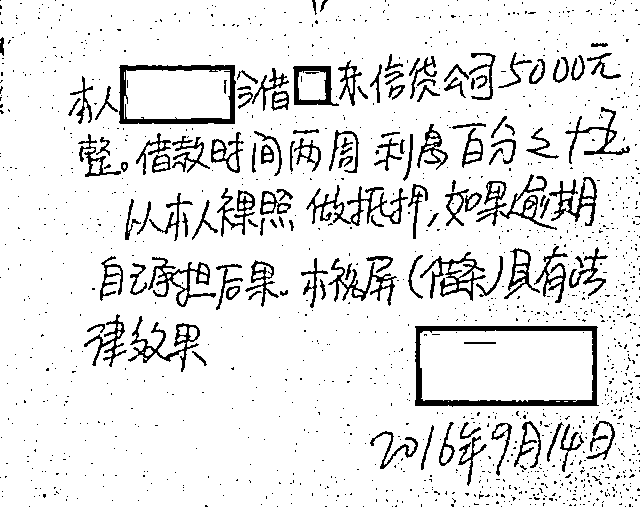 本人 今借 东信贷公司5000元
整。借款时间两周 利息百分之十五。
以本人裸照 做抵押,如果逾期
自己承担后果。本视屏(借条)具有法
律效果
2016年9月14日